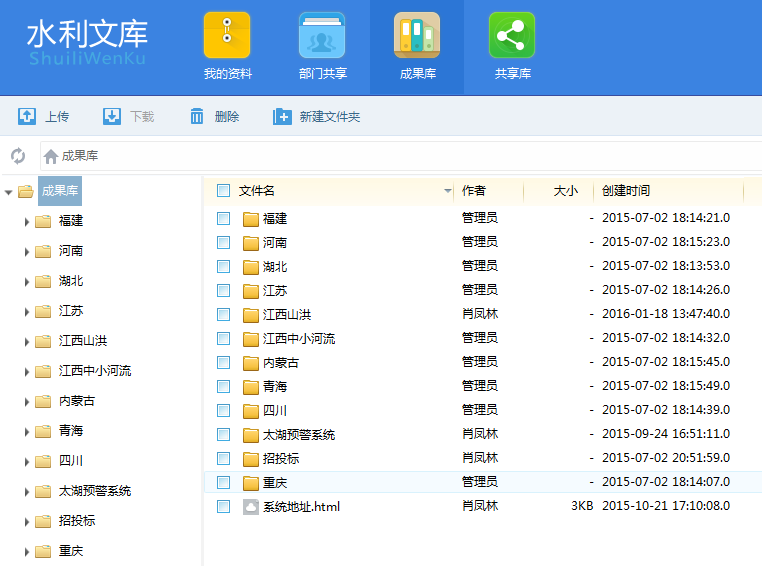 水利文库
ShuiliWenKu
我的资料 部门共享 成果库 共享库
上传 下载 删除 新建文件夹
成果库
成果库
福建
河南
湖北
江苏
江西山洪
江西中小河流
内蒙古
青海
四川
太湖预警系统
招投标
重庆
文件名 作者 大小 创建时间
福建 管理员 - 2015-07-02 18:14:21.0
河南 管理员 - 2015-07-02 18:15:23.0
湖北 管理员 - 2015-07-02 18:13:53.0
江苏 管理员 - 2015-07-02 18:14:26.0
江西山洪 肖凤林 - 2016-01-18 13:47:40.0
江西中小河流 管理员 - 2015-07-02 18:14:32.0
内蒙古 管理员 - 2015-07-02 18:15:45.0
青海 管理员 - 2015-07-02 18:15:49.0
四川 管理员 - 2015-07-02 18:14:39.0
太湖预警系统 肖凤林 - 2015-09-24 16:51:11.0
招投标 肖凤林 - 2015-07-02 20:51:59.0
重庆 管理员 - 2015-07-02 18:14:07.0
系统地址.html 肖凤林 3KB 2015-10-21 17:10:08.0